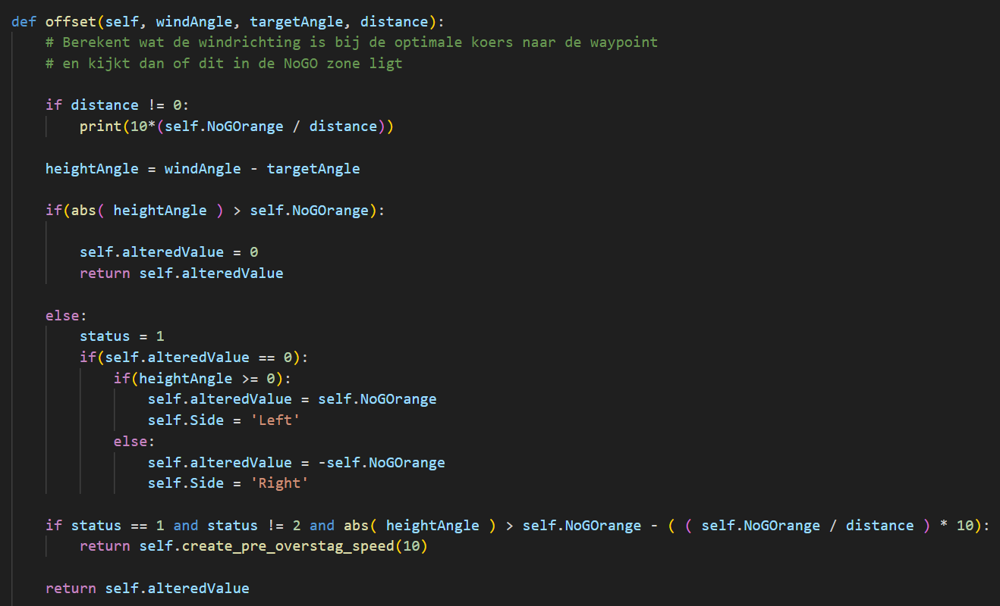 def offset(self, windAngle, targetAngle, distance):
# Berekent wat de windrichting is bij de optimale koers naar de waypoint
# en kijkt dan of dit in de NoGO zone ligt
if distance != 0:
print(10*(self.NoGOrange / distance))
heightAngle = windAngle - targetAngle
if(abs( heightAngle ) > self.NoGOrange):
self.alteredValue = 0
return self.alteredValue
else:
status = 1
if(self.alteredValue == 0):
if(heightAngle >= 0):
self.alteredValue = self.NoGOrange
self.Side = 'Left'
else:
self.alteredValue = -self.NoGOrange
self.Side = 'Right'
if status == 1 and status != 2 and abs( heightAngle ) > self.NoGOrange - ( ( self.NoGOrange / distance ) * 10):
return self.create_pre_overstag_speed(10)
return self.alteredValue